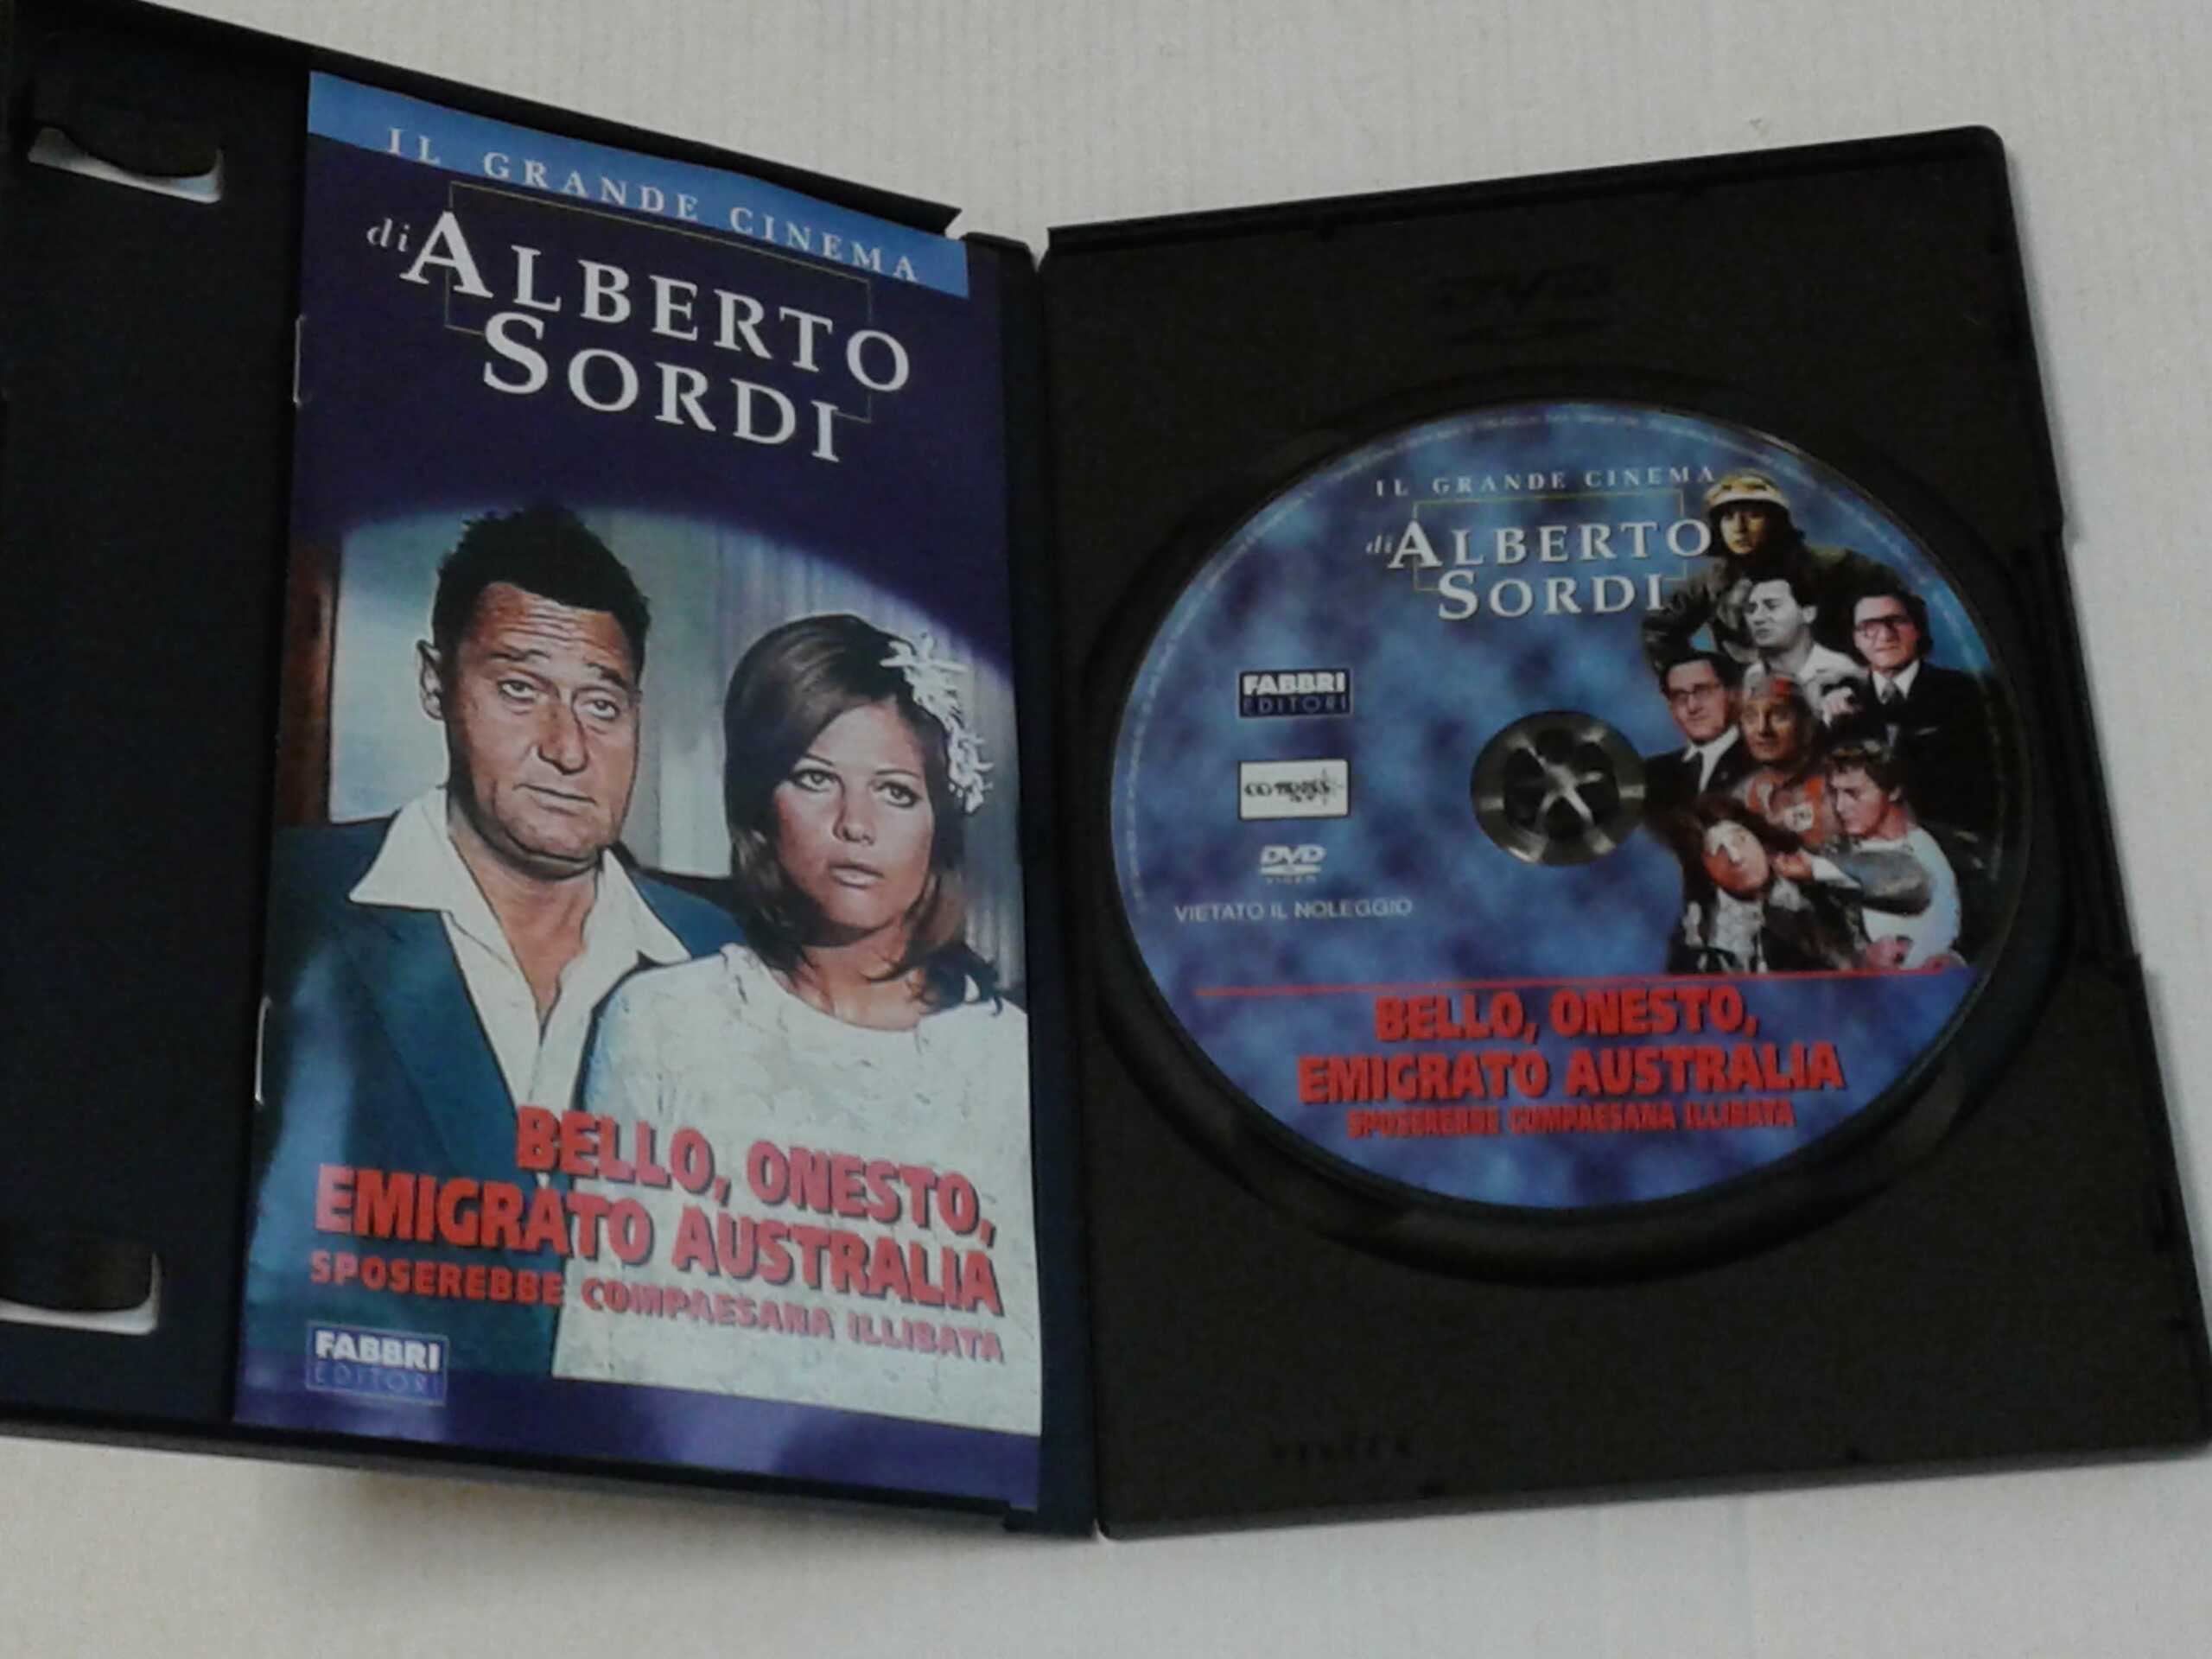 IL GRANDE CINEMA
di ALBERTO
SORDI
BELLO, ONESTO,
EMIGRATO AUSTRALIA
SPOSEREBBE COMPAESANA ILLIBATA
FABBRI
EDITORI
IL GRANDE CINEMA
di ALBERTO
SORDI
FABBRI
EDITORI
DVD
VIDEO
VIETATO IL NOLEGGIO
BELLO, ONESTO,
EMIGRATO AUSTRALIA
SPOSEREBBE COMPAESANA ILLIBATA